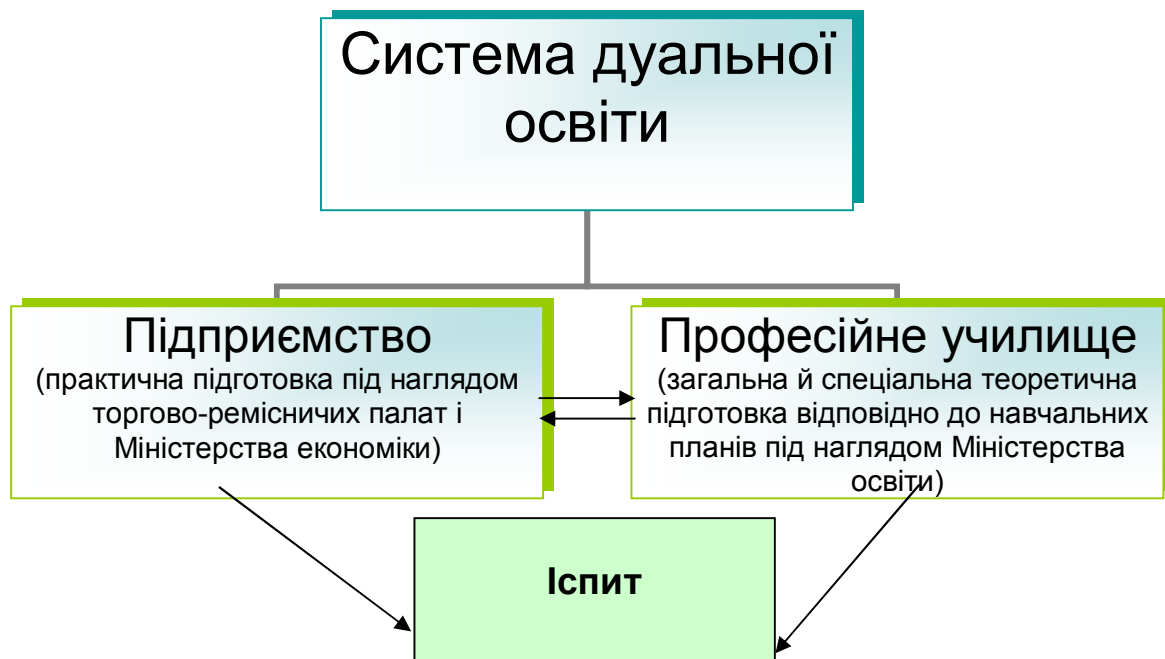 Система дуальної
освіти
Підприємство
(практична підготовка під наглядом
торгово-ремісничих палат і
Міністерства економіки)
Професійне училище
(загальна й спеціальна теоретична
підготовка відповідно до навчальних
планів під наглядом Міністерства
освіти)
Іспит